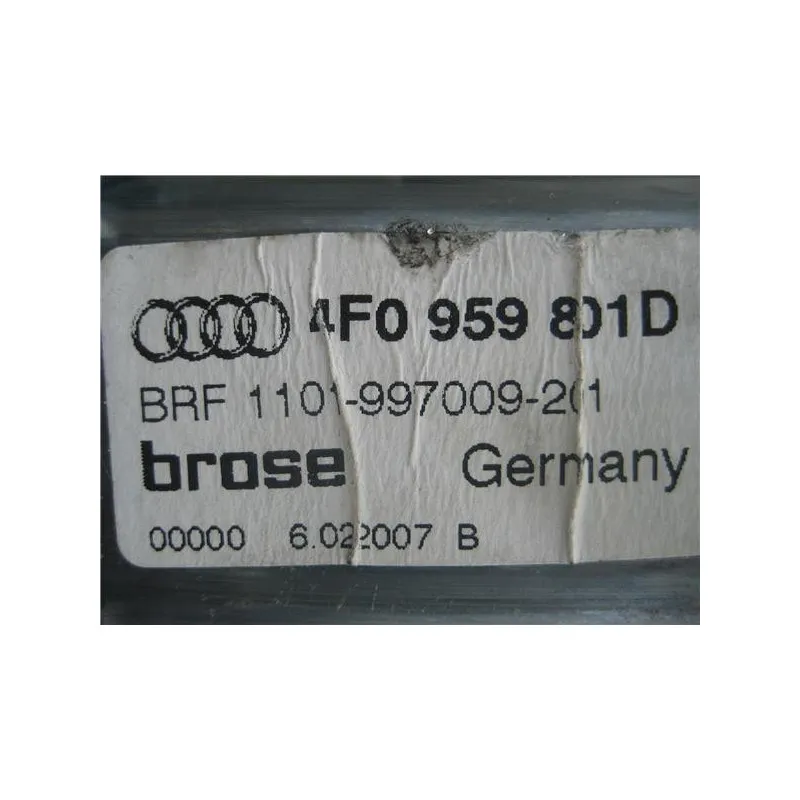 4F0 959 801D
BRF 1101-997009-201
brose Germany
00000 6.022007 B